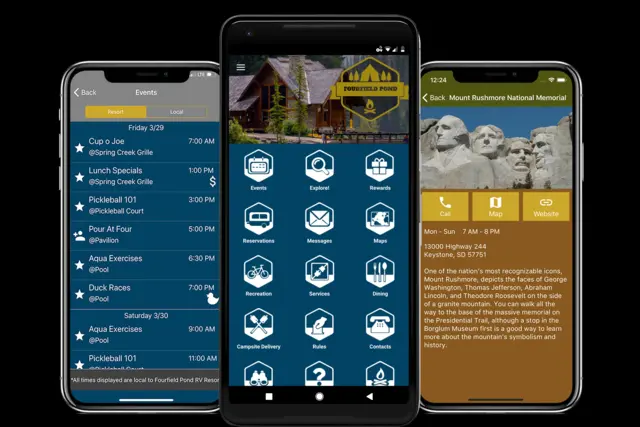 LTE
Back
Events
Resort
Local
Friday 3/29
Cup o Joe 7:00 AM
@Spring Creek Grille
Lunch Specials 1:00 PM
@Spring Creek Grille
$
Pickleball 101 3:00 PM
@Pickleball Court
Pour At Four 5:00 PM
@Pavilion
Aqua Exercises 6:30 PM
@Pool
Duck Races 7:00 PM
@Pool
Saturday 3/30
Aqua Exercises 9:00 AM
@Pool
Pickleball 101 11:00 AM
@Pickleball Court
*All times displayed are local to Fourfield Pond RV Resor
FOURFIELD POND
Events
Explore!
Rewards
Reservations
Messages
Maps
Recreation
Services
Dining
Campsite Delivery
Rules
Contacts
?
12:24
Back Mount Rushmore National Memorial
Call
Map
Website
Mon - Sun 7 AM - 8 PM
13000 Highway 244
Keystone, SD 57751
One of the nation's most recognizable icons,
Mount Rushmore, depicts the faces of George
Washington, Thomas Jefferson, Abraham
Lincoln, and Theodore Roosevelt on the side
of a granite mountain. You can walk all the
way to the base of the massive memorial on
the Presidential Trail, although a stop in the
Borglum Museum first is a good way to learn
more about the mountain's symbolism and
history.